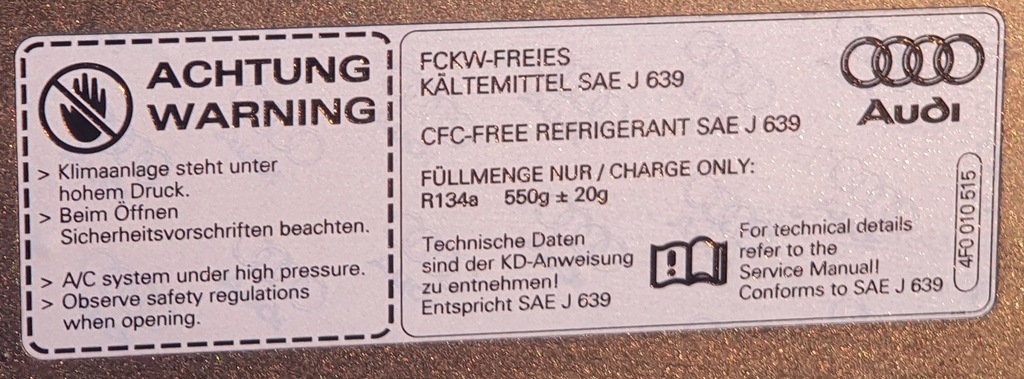 ACHTUNG
WARNING
> Klimaanlage steht unter
hohem Druck.
> Beim Öffnen
Sicherheitsvorschriften beachten.
> A/C system under high pressure.
> Observe safety regulations
when opening.
FCKW-FREIES
KÄLTEMITTEL SAE J 639
CFC-FREE REFRIGERANT SAE J 639
FÜLLMENGE NUR / CHARGE ONLY:
R134a 550g ± 20g
Technische Daten
sind der KD-Anweisung
zu entnehmen!
Entspricht SAE J 639
For technical details
refer to the
Service Manual!
Conforms to SAE J 639
Audi
4F0 010 515